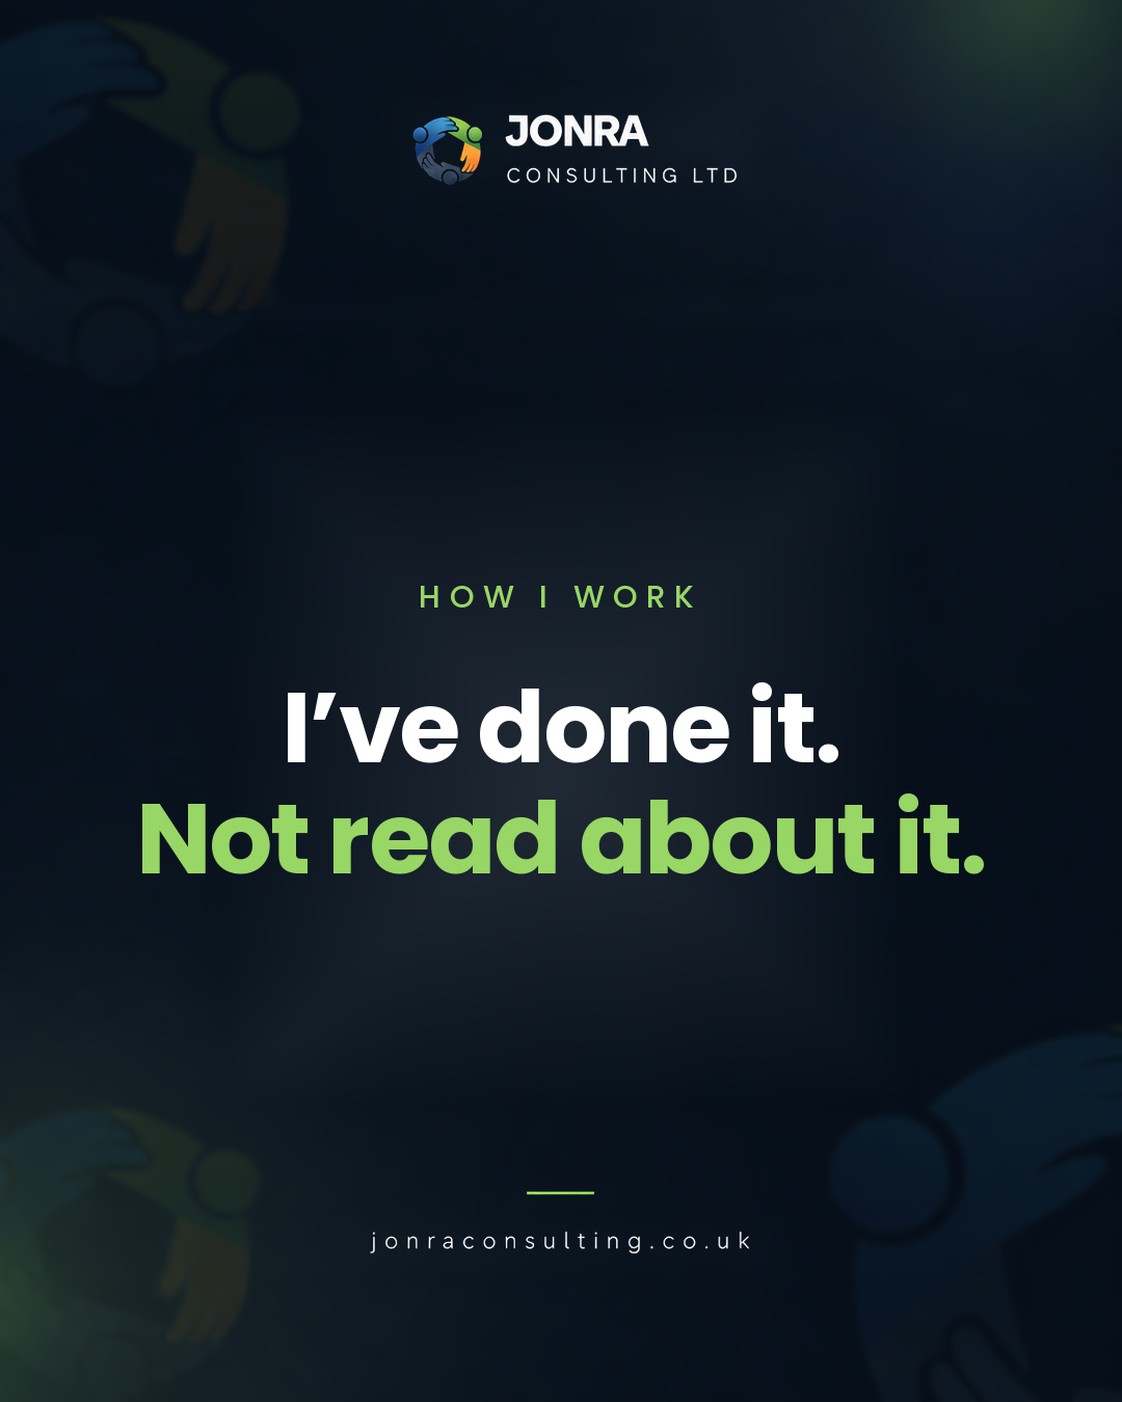 JONRA
CONSULTING LTD
HOW I WORK
I’ve done it.
Not read about it.
jonraconsulting.co.uk